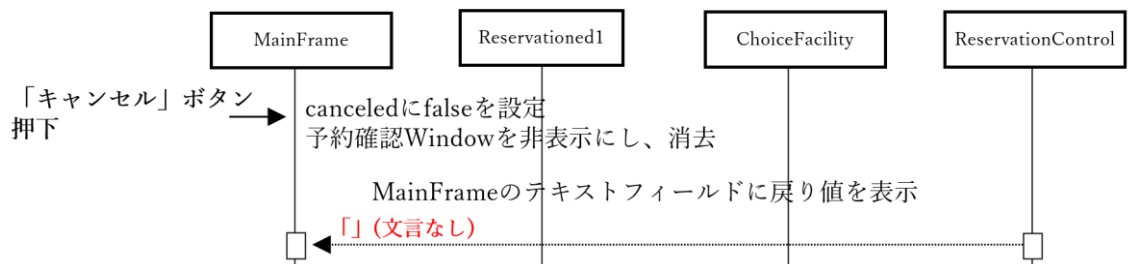 MainFrame
Reservationed1
ChoiceFacility
ReservationControl
「キャンセル」ボタン
押下
canceledにfalseを設定
予約確認Windowを非表示にし、消去
MainFrameのテキストフィールドに戻り値を表示
「」(文言なし)